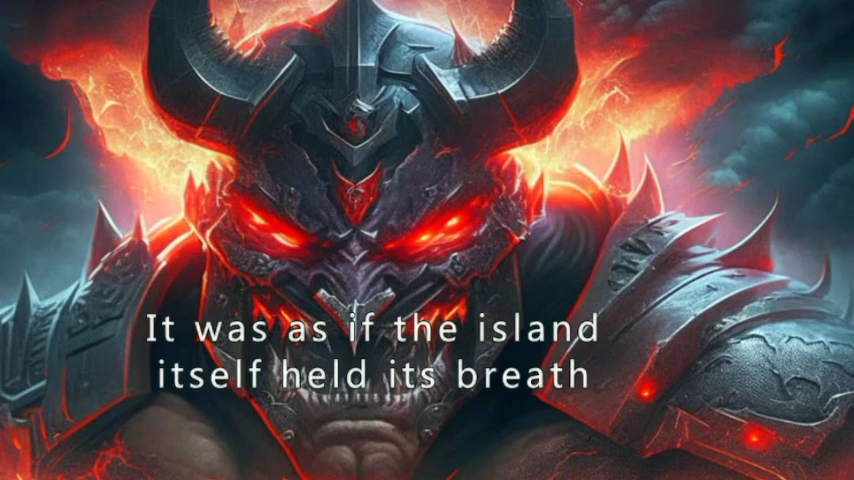 It was as if the island
itself held its breath